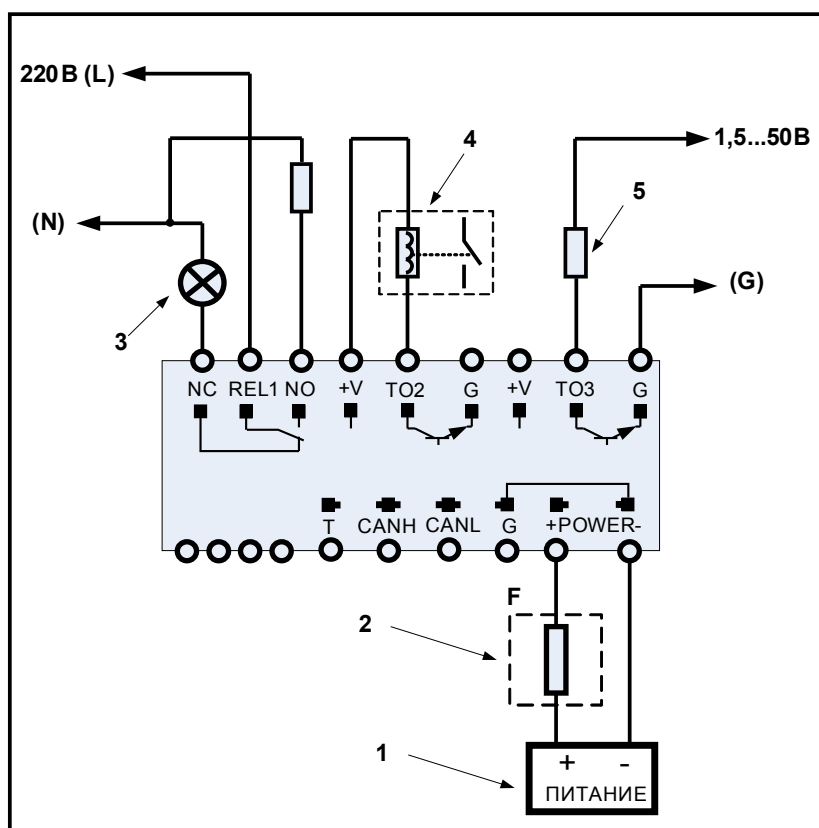 220В (L)
4
1,5...50В
5
(N)
(G)
3
NC REL1 NO +V TO2 G +V TO3 G
T CANH CANL G +POWER-
F
2
1
+ -
ПИТАНИЕ